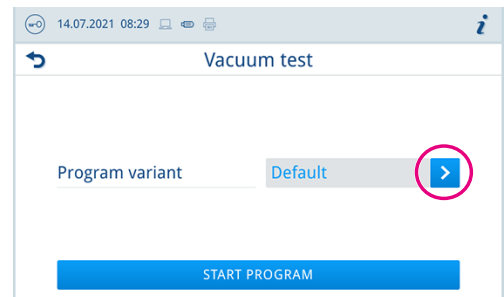 14.07.2021 08:29 i
Vacuum test
Program variant Default
START PROGRAM